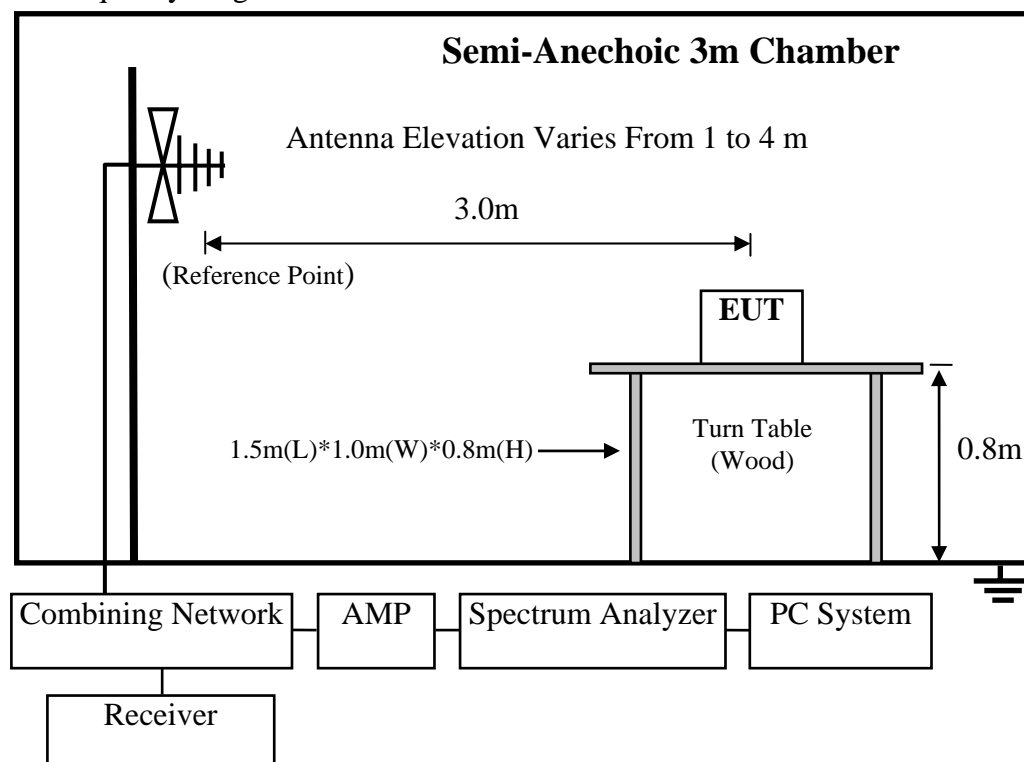 Semi-Anechoic 3m Chamber
Antenna Elevation Varies From 1 to 4 m
3.0m
(Reference Point)
EUT
1.5m(L)*1.0m(W)*0.8m(H)
Turn Table
(Wood)
0.8m
Combining Network
AMP
Spectrum Analyzer
PC System
Receiver